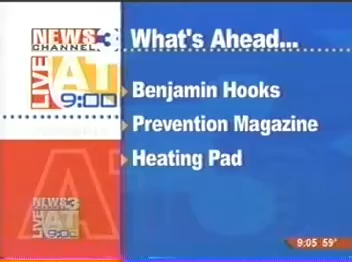 NEWS 3
CHANNEL
LIVE AT
9:00
What's Ahead...
Benjamin Hooks
Prevention Magazine
Heating Pad
NEWS 3
LIVE AT
9:00
9:05 59°